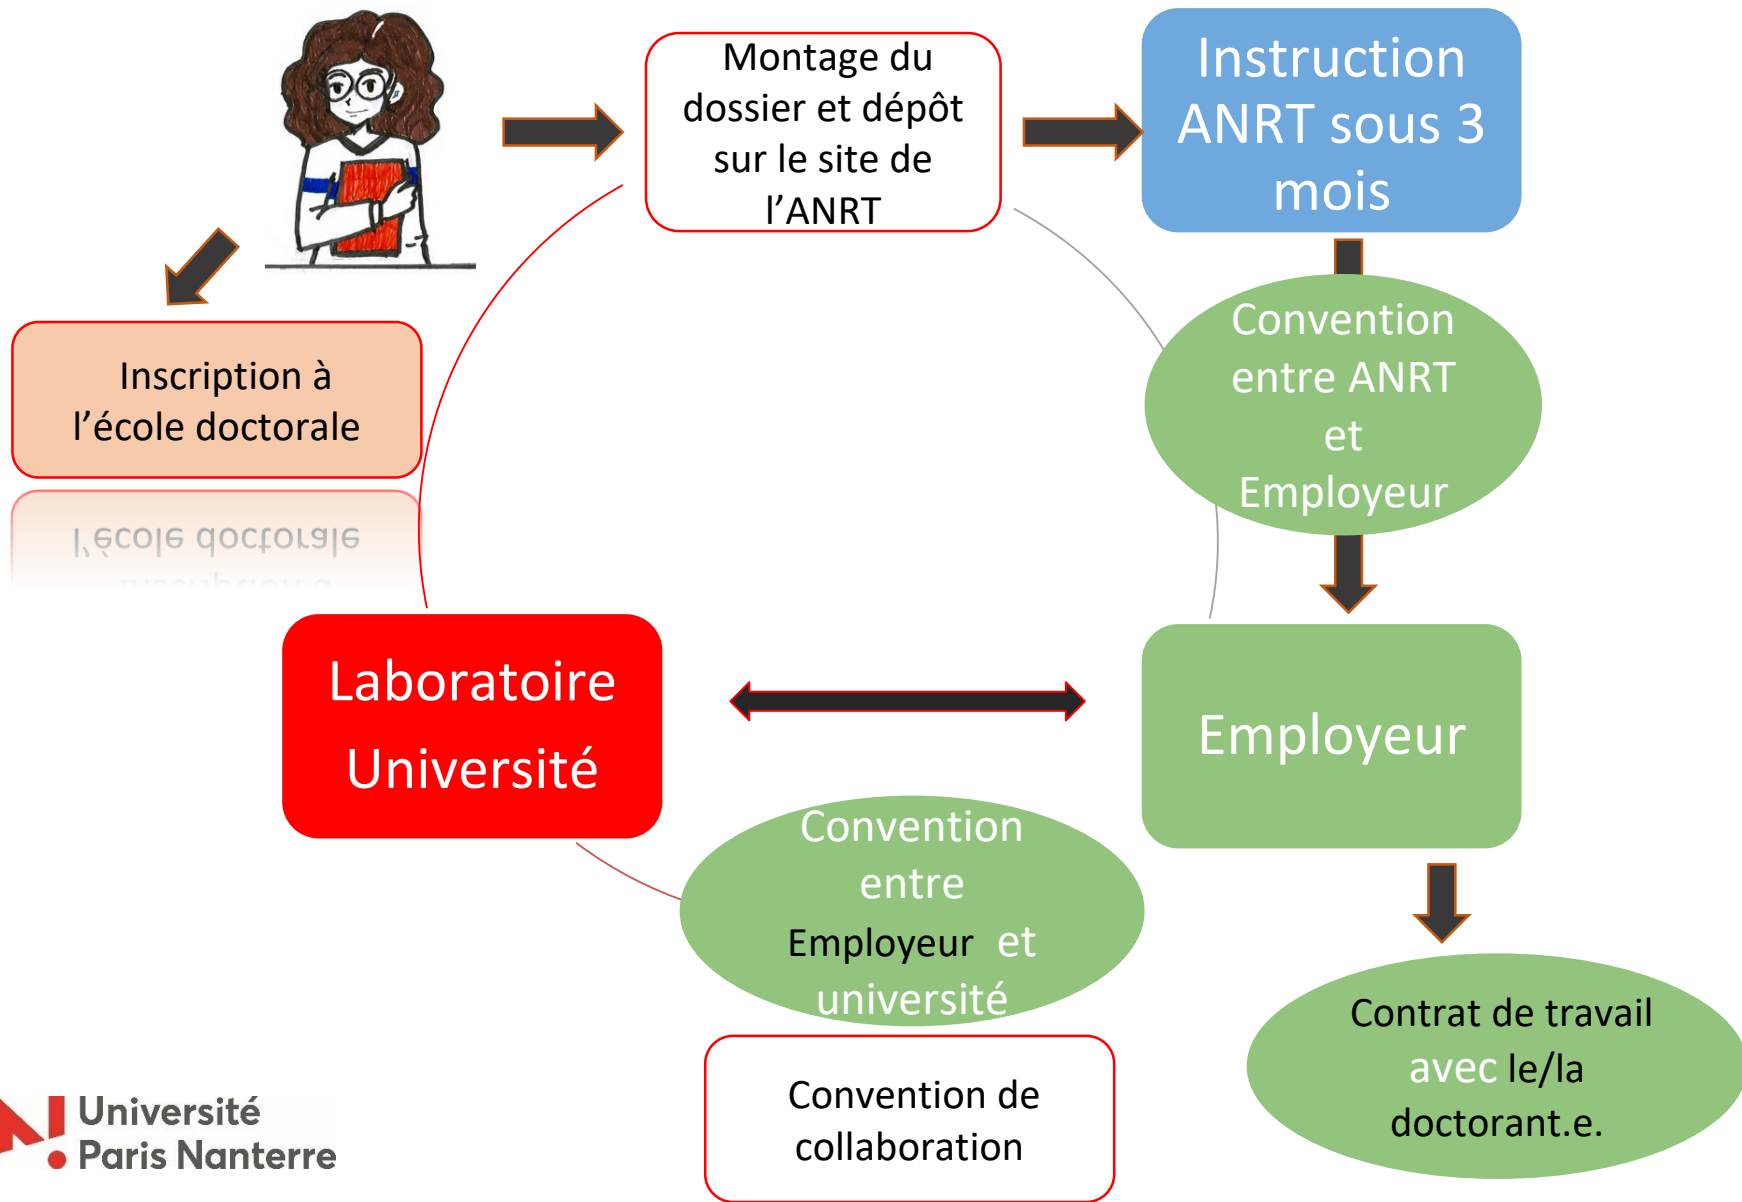 Montage du
dossier et dépôt
sur le site de
l’ANRT
Instruction
ANRT sous 3
mois
Inscription à
l’école doctorale
Convention
entre ANRT
et
Employeur
Laboratoire
Université
Employeur
Convention
entre
Employeur et
université
Convention de
collaboration
Contrat de travail
avec le/la
doctorant.e.
Université
Paris Nanterre